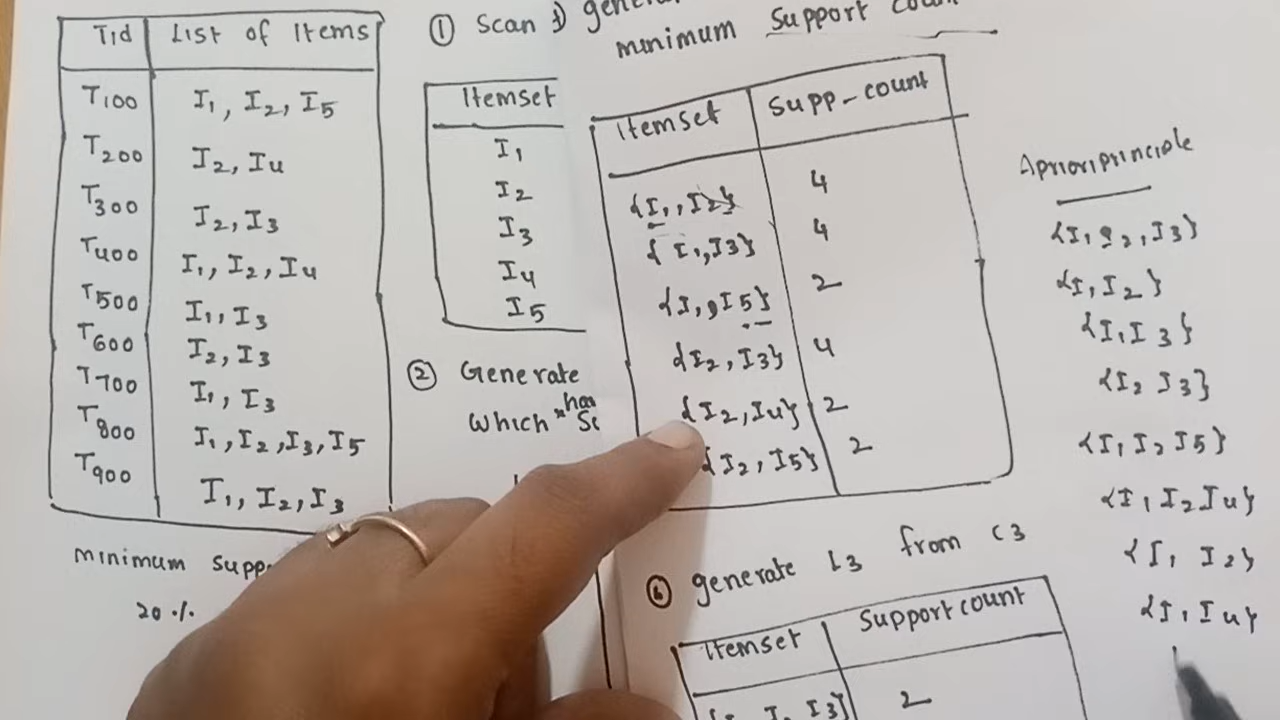 Tid List of Items
T100 I1, I2, I5
T200 I2, I4
T300 I2, I3
T400 I1, I2, I4
T500 I1, I3
T600 I2, I3
T700 I1, I3
T800 I1, I2, I3, I5
T900 I1, I2, I3
minimum supp
20 %
① Scan
minimum support count
Itemset
I1
I2
I3
I4
I5
② Generate
Which has
Itemset Supp-count
{I1, I2} 4
{I1, I3} 4
{I1, I5} 2
{I2, I3} 4
{I2, I4} 2
{I2, I5} 2
generate L3 from C3
Itemset Support count
I3} 2
Aprioriprinciple
{I1 I2, I3}
{I1 I2}
{I1 I3}
{I2 I3}
{I1 I2 I5}
{I1 I2 I4}
{I1 I2}
{I1 I4}